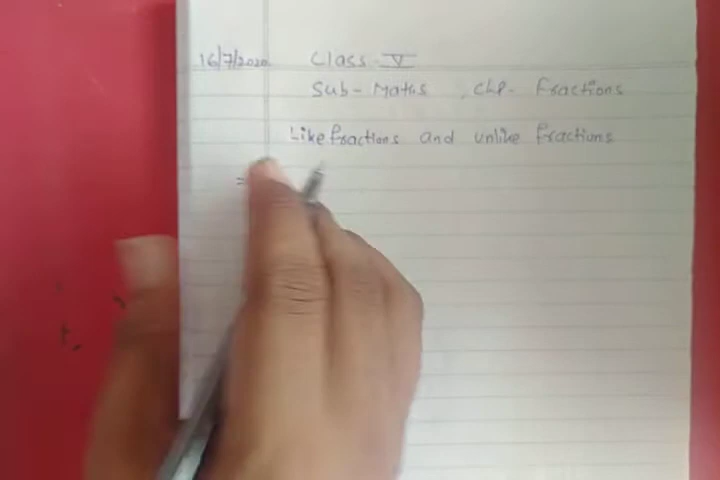 16/7/2020 Class - V
Sub - Maths , Chp - Fractions
Like fractions and unlike fractions
=